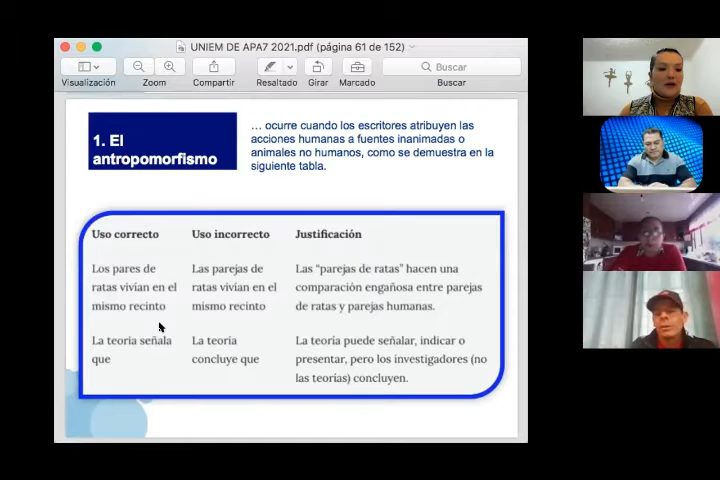 UNIEM DE APA7 2021.pdf (página 61 de 152)
Buscar
Visualización
Zoom
Compartir
Resaltado
Girar
Marcado
Buscar
1. El
antropomorfismo
… ocurre cuando los escritores atribuyen las
acciones humanas a fuentes inanimadas o
animales no humanos, como se demuestra en la
siguiente tabla.
Uso correcto
Uso incorrecto
Justificación
Los pares de
ratas vivían en el
mismo recinto
Las parejas de
ratas vivían en el
mismo recinto
Las “parejas de ratas” hacen una
comparación engañosa entre parejas
de ratas y parejas humanas.
La teoría señala
que
La teoría
concluye que
La teoría puede señalar, indicar o
presentar, pero los investigadores (no
las teorías) concluyen.